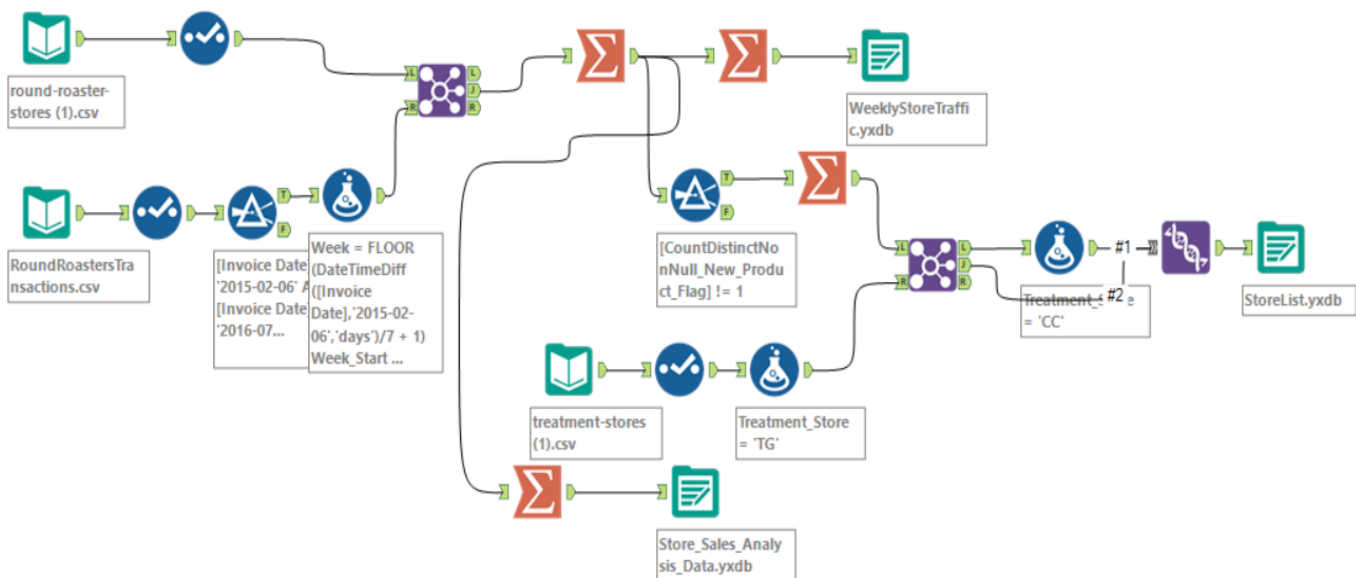 L
L
J
R
R
round-roaster-
stores (1).csv
WeeklyStoreTraffi
c.yxdb
T
F
RoundRoastersTra
nsactions.csv
[Invoice Date
'2015-02-06' A
[Invoice Date
'2016-07...
Week = FLOOR
(DateTimeDiff
([Invoice
Date],'2015-02-
06','days')/7 + 1)
Week_Start ...
T
F
[CountDistinctNo
nNull_New_Produ
ct_Flag] != 1
L
L
J
R
R
#1
#2
Treatment_S
e
= 'CC'
StoreList.yxdb
treatment-stores
(1).csv
Treatment_Store
= 'TG'
Store_Sales_Analy
sis_Data.yxdb